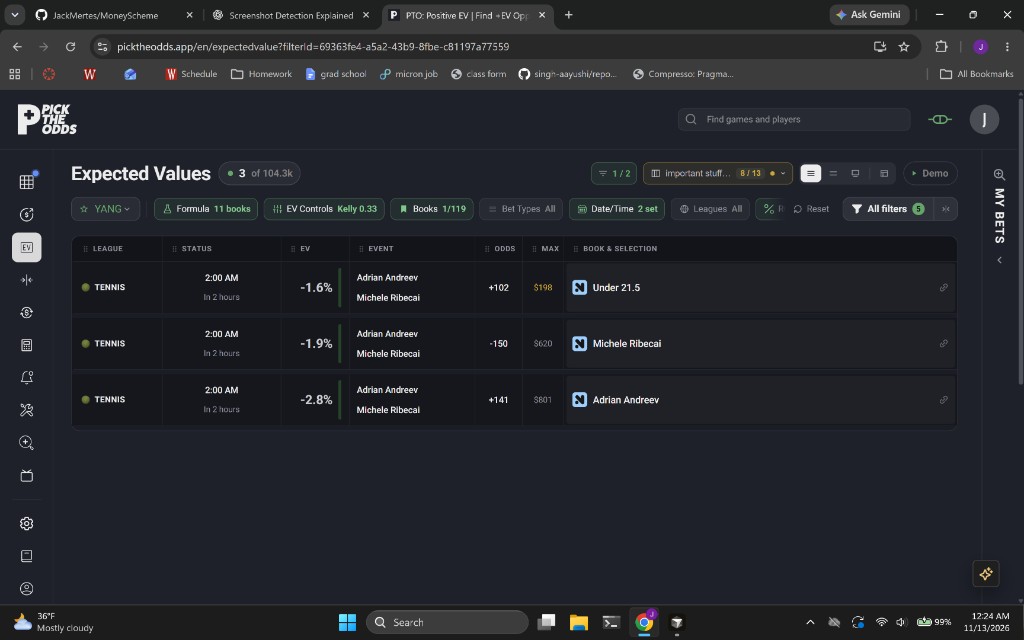 JackMertes/MoneyScheme
Screenshot Detection Explained
PTO: Positive EV | Find +EV Opp
Ask Gemini
picktheodds.app/en/expectedvalue?filterId=69363fe4-a5a2-43b9-8fbe-c81197a77559
J
Schedule
Homework
grad school
micron job
class form
singh-aayushi/repo...
Compresso: Pragma...
All Bookmarks
PICK THE ODDS
Find games and players
J
Expected Values
3 of 104.3k
1 / 2
important stuff...
8 / 13
Demo
YANG
Formula 11 books
EV Controls Kelly 0.33
Books 1/119
Bet Types All
Date/Time 2 set
Leagues All
Reset
All filters 5
LEAGUE STATUS EV EVENT ODDS MAX BOOK & SELECTION
TENNIS
2:00 AM
In 2 hours
-1.6%
Adrian Andreev
Michele Ribecai
+102
$198
Under 21.5
TENNIS
2:00 AM
In 2 hours
-1.9%
Adrian Andreev
Michele Ribecai
-150
$620
Michele Ribecai
TENNIS
2:00 AM
In 2 hours
-2.8%
Adrian Andreev
Michele Ribecai
+141
$801
Adrian Andreev
MY BETS
EV
36°F
Mostly cloudy
Search
99%
12:24 AM
11/13/2026